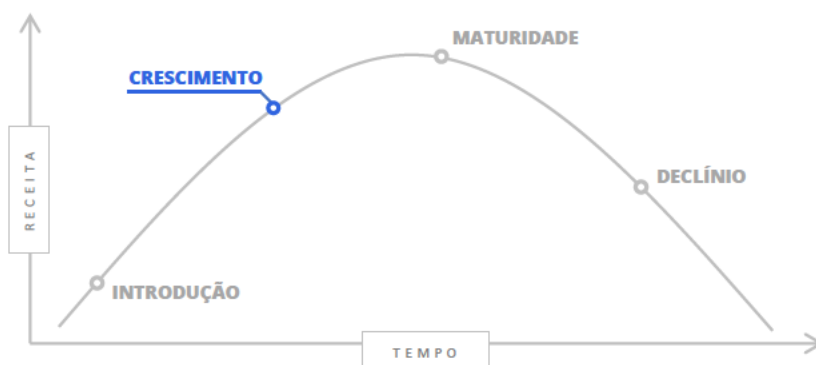 MATURIDADE
CRESCIMENTO
RECEITA
DECLÍNIO
INTRODUÇÃO
TEMPO